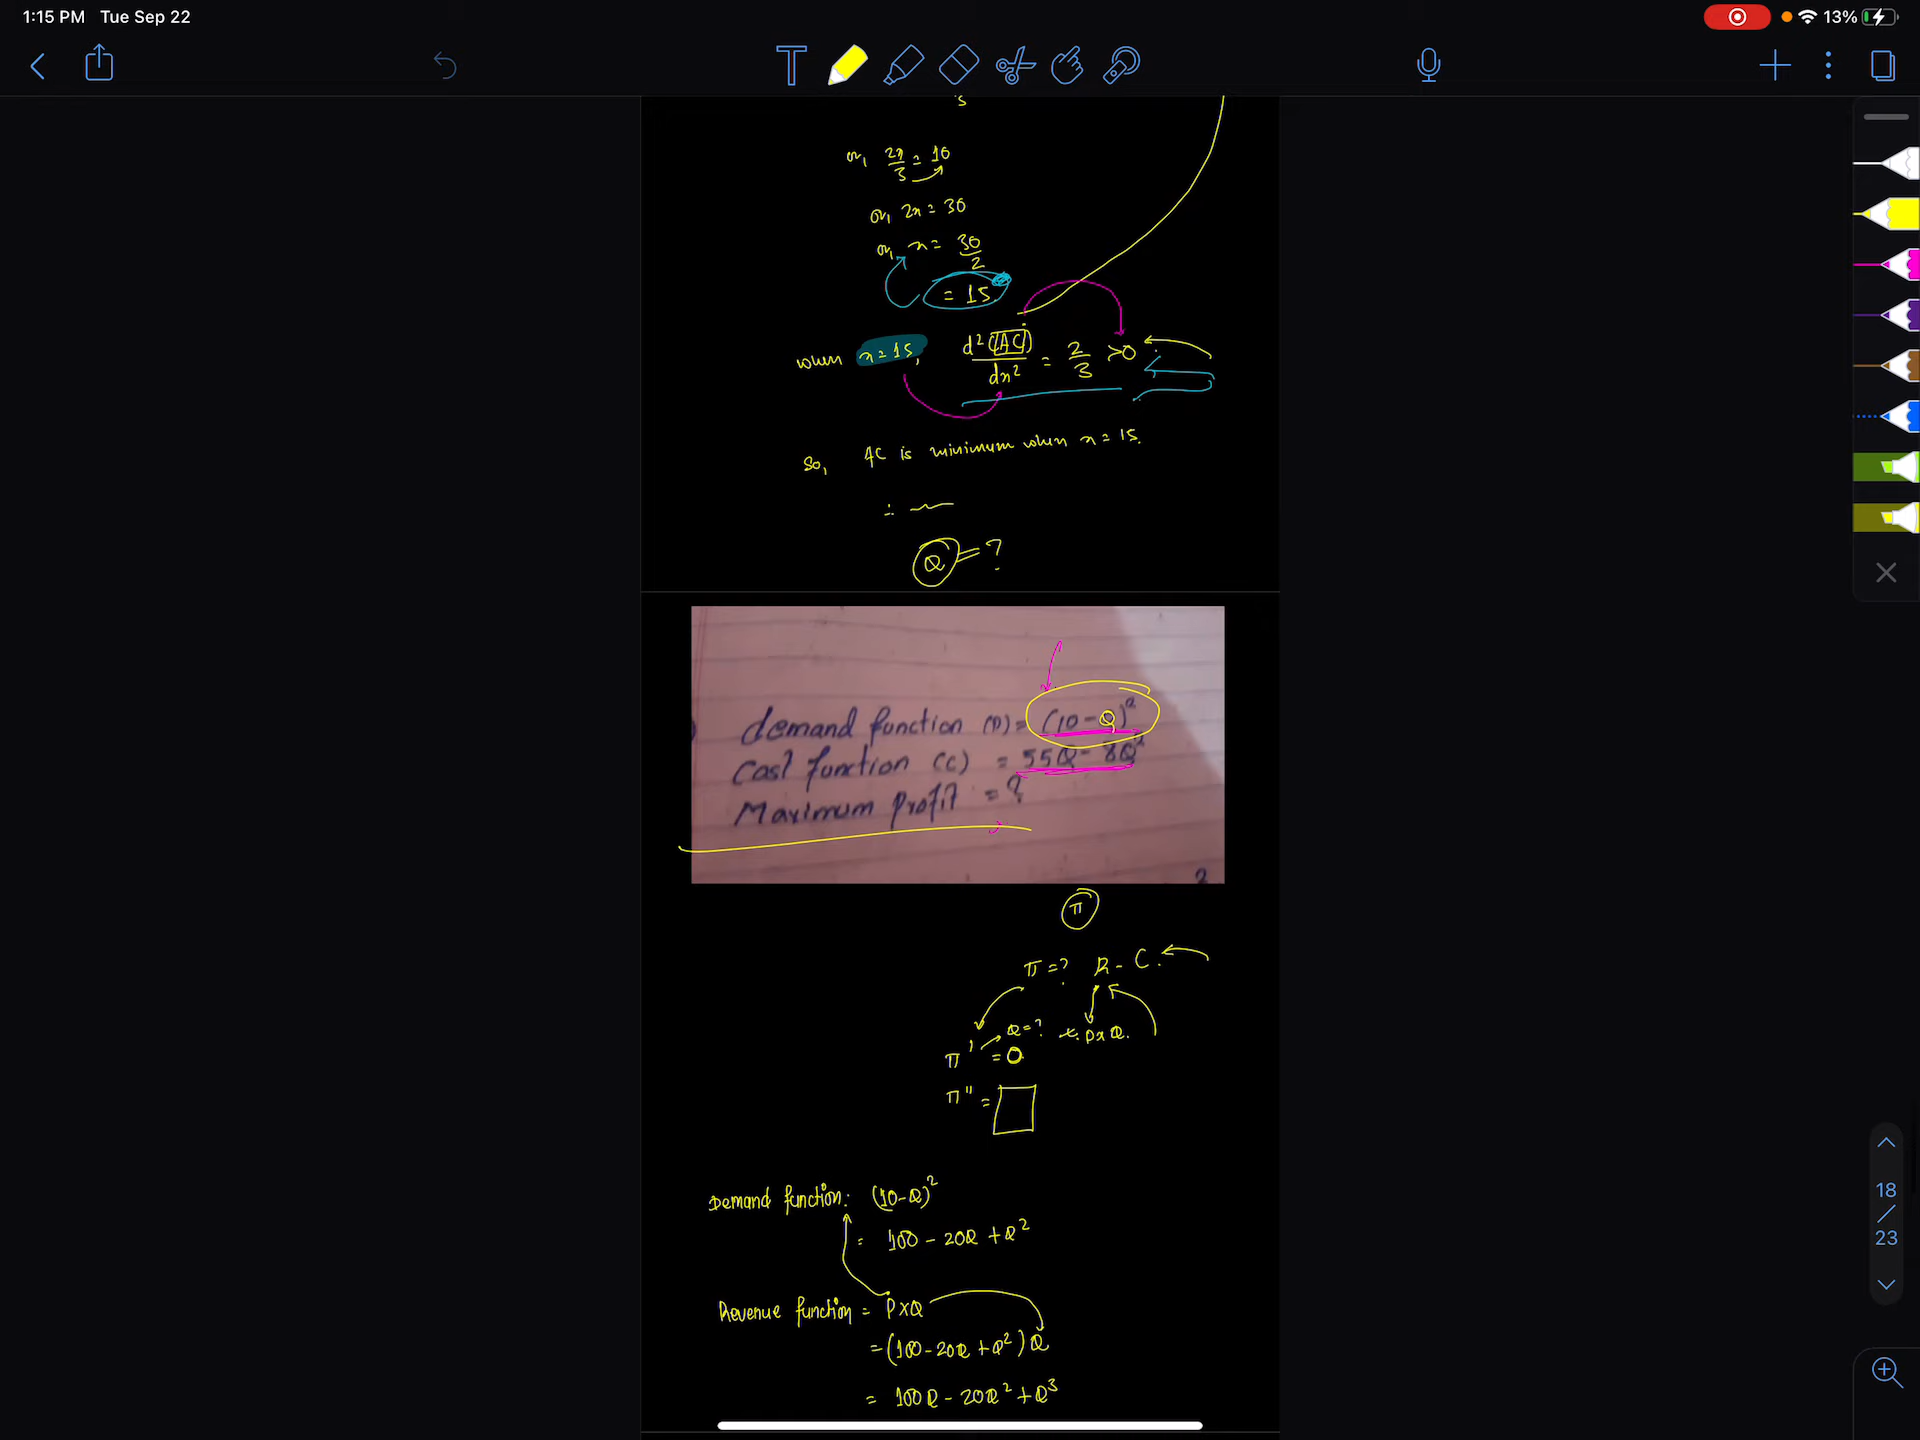 1:15 PM Tue Sep 22
13%
3
or, 2x/3 = 10
or, 2x = 30
or, x = 30/2
= 15
when x = 15, d²(AC)/dx² = 2/3 >0
So, AC is minimum when x = 15.
∴
Q = ?
demand function (D) = (10-Q)²
Cost function (C) = 55Q - 8Q²
Maximum Profit = ?
2
π
π = ? R - C.
Q = ? P x Q.
π' = 0
π" =
Demand function: (10-Q)²
= 100 - 20Q + Q²
Revenue function = P x Q
= (100 - 20Q + Q²) Q
= 100Q - 20Q² + Q³
18
/
23